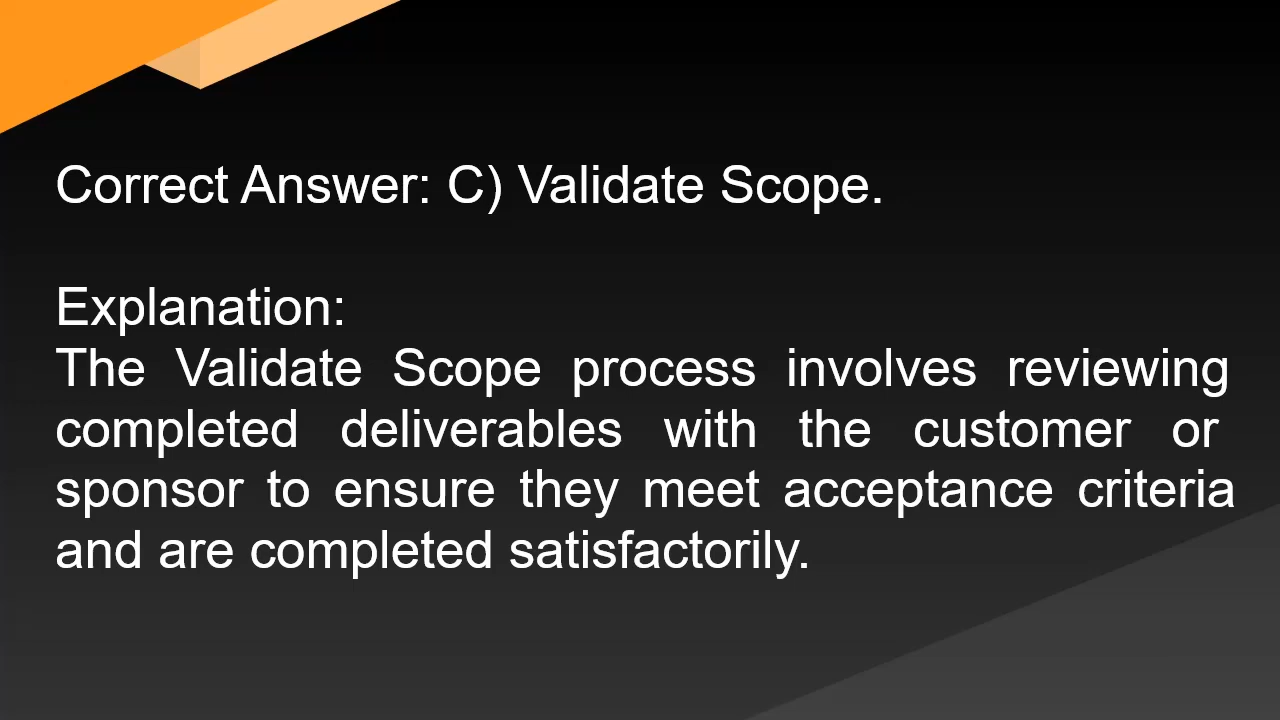 Correct Answer: C) Validate Scope.
Explanation:
The Validate Scope process involves reviewing
completed deliverables with the customer or
sponsor to ensure they meet acceptance criteria
and are completed satisfactorily.